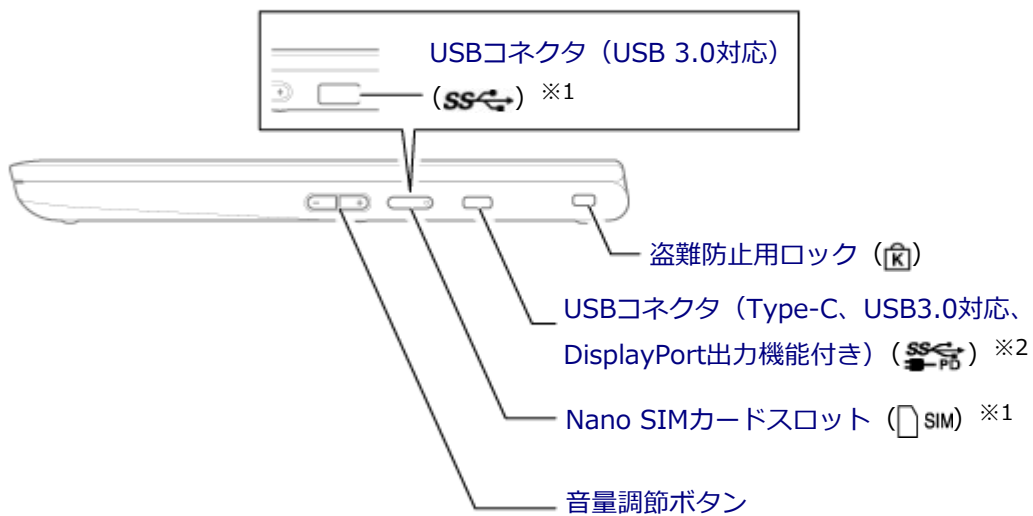 USBコネクタ（USB 3.0対応）
（SS）※1
盗難防止用ロック（K）
USBコネクタ（Type-C、USB3.0対応、
DisplayPort出力機能付き）（SS PD）※2
Nano SIMカードスロット（SIM）※1
音量調節ボタン